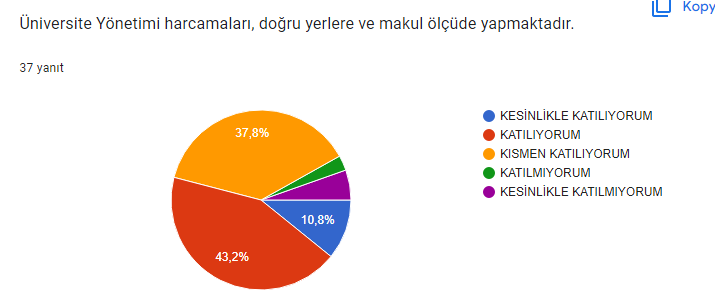 Kopy
Üniversite Yönetimi harcamaları, doğru yerlere ve makul ölçüde yapmaktadır.
37 yanıt
KESİNLİKLE KATILIYORUM
KATILIYORUM
KISMEN KATILIYORUM
KATILMIYORUM
KESİNLİKLE KATILMIYORUM
37,8%
10,8%
43,2%